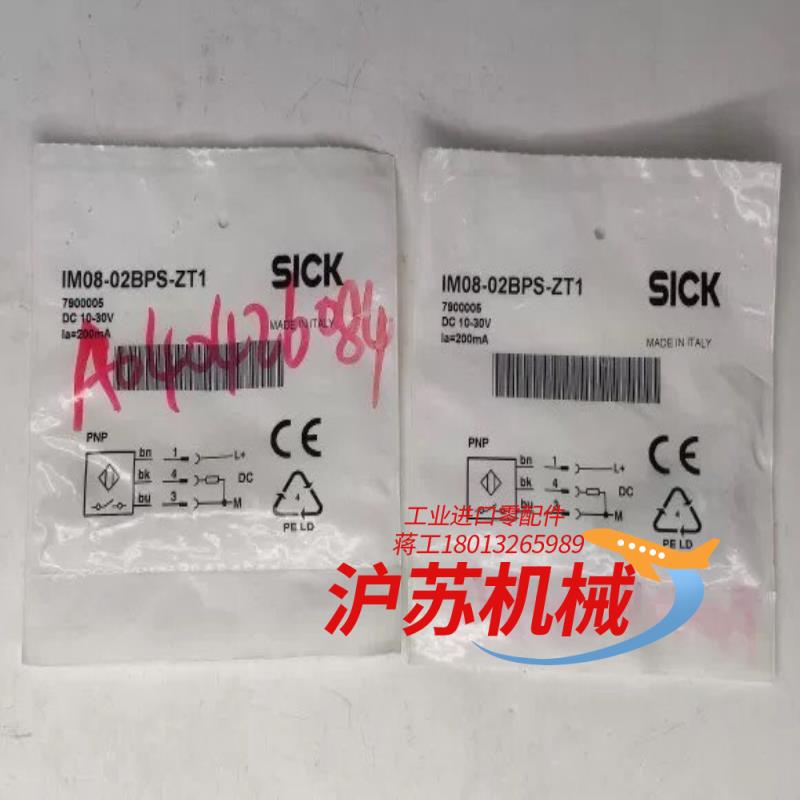 IM08-02BPS-ZT1
SICK
7900005
DC 10-30V
Ia=200mA
MADE IN ITALY
A040426084
PNP
bn 1 L+
bk 4 DC
bu 3 M
CE
4
PE LD
IM08-02BPS-ZT1
SICK
7900005
DC 10-30V
Ia=200mA
MADE IN ITALY
PNP
bn 1 L+
bk 4 DC
bu 3 M
CE
4
PE LD
工业进口零配件
蒋工18013265989
沪苏机械